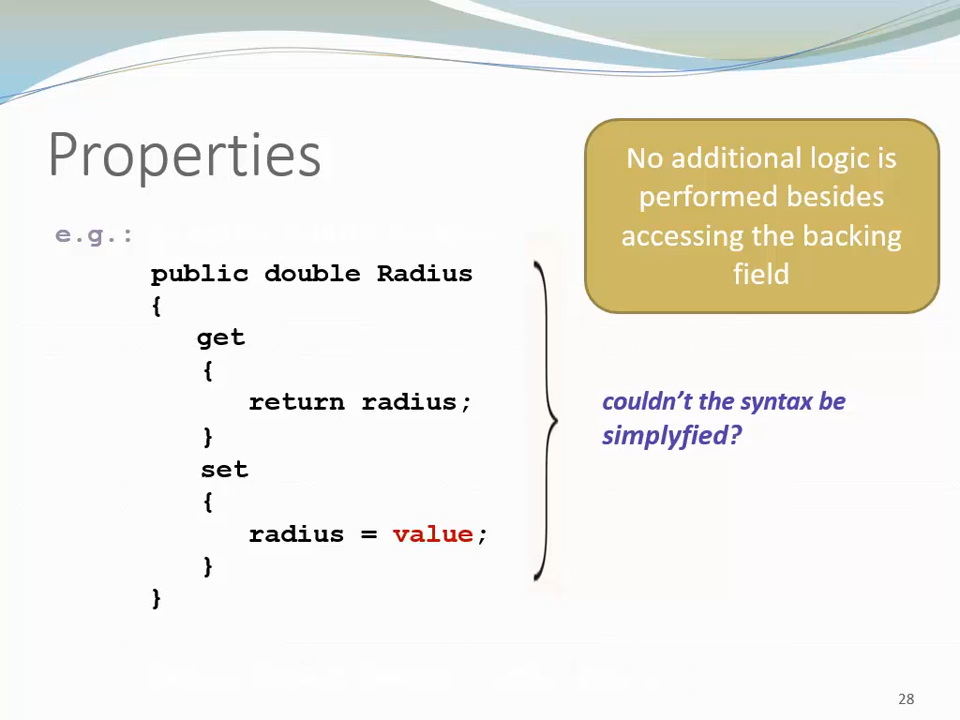 Properties
No additional logic is
performed besides
accessing the backing
field
e.g.:
public double Radius
{
get
{
return radius;
}
set
{
radius = value;
}
}
couldn't the syntax be
simplyfied?
28